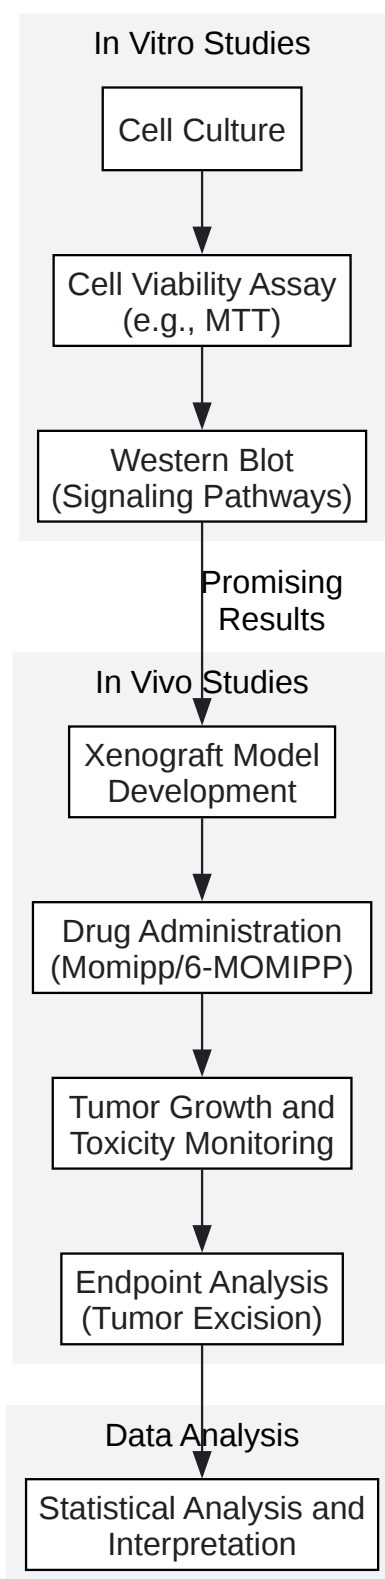 In Vitro Studies
Cell Culture
Cell Viability Assay
(e.g., MTT)
Western Blot
(Signaling Pathways)
Promising
Results
In Vivo Studies
Xenograft Model
Development
Drug Administration
(Momipp/6-MOMIPP)
Tumor Growth and
Toxicity Monitoring
Endpoint Analysis
(Tumor Excision)
Data Analysis
Statistical Analysis and
Interpretation